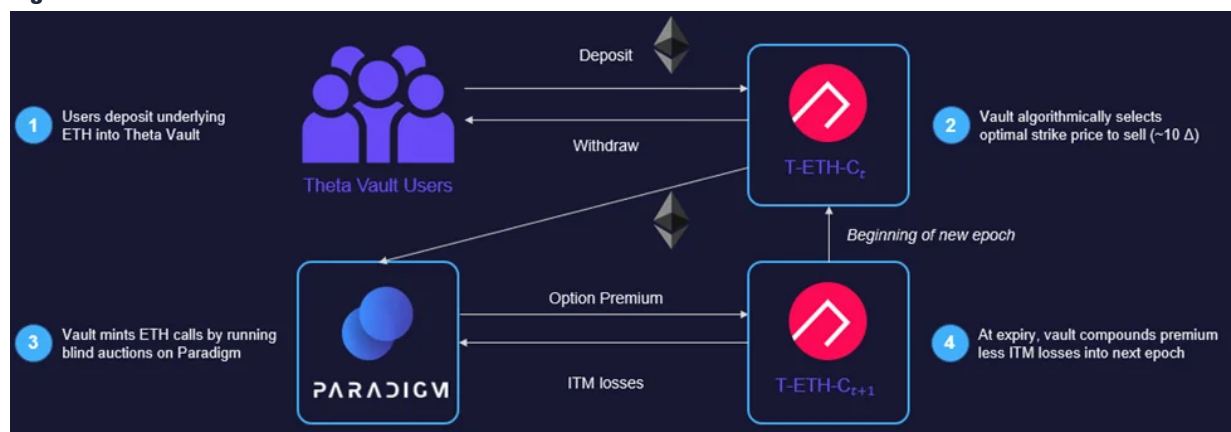 Deposit
1
Users deposit underlying
ETH into Theta Vault
Withdraw
Theta Vault Users
T-ETH-Cₜ
2
Vault algorithmically selects
optimal strike price to sell (~10 Δ)
Beginning of new epoch
3
Vault mints ETH calls by running
blind auctions on Paradigm
PARADIGM
Option Premium
ITM losses
T-ETH-Cₜ₊₁
4
At expiry, vault compounds premium
less ITM losses into next epoch